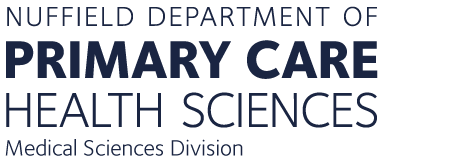 NUFFIELD DEPARTMENT OF
PRIMARY CARE
HEALTH SCIENCES
Medical Sciences Division